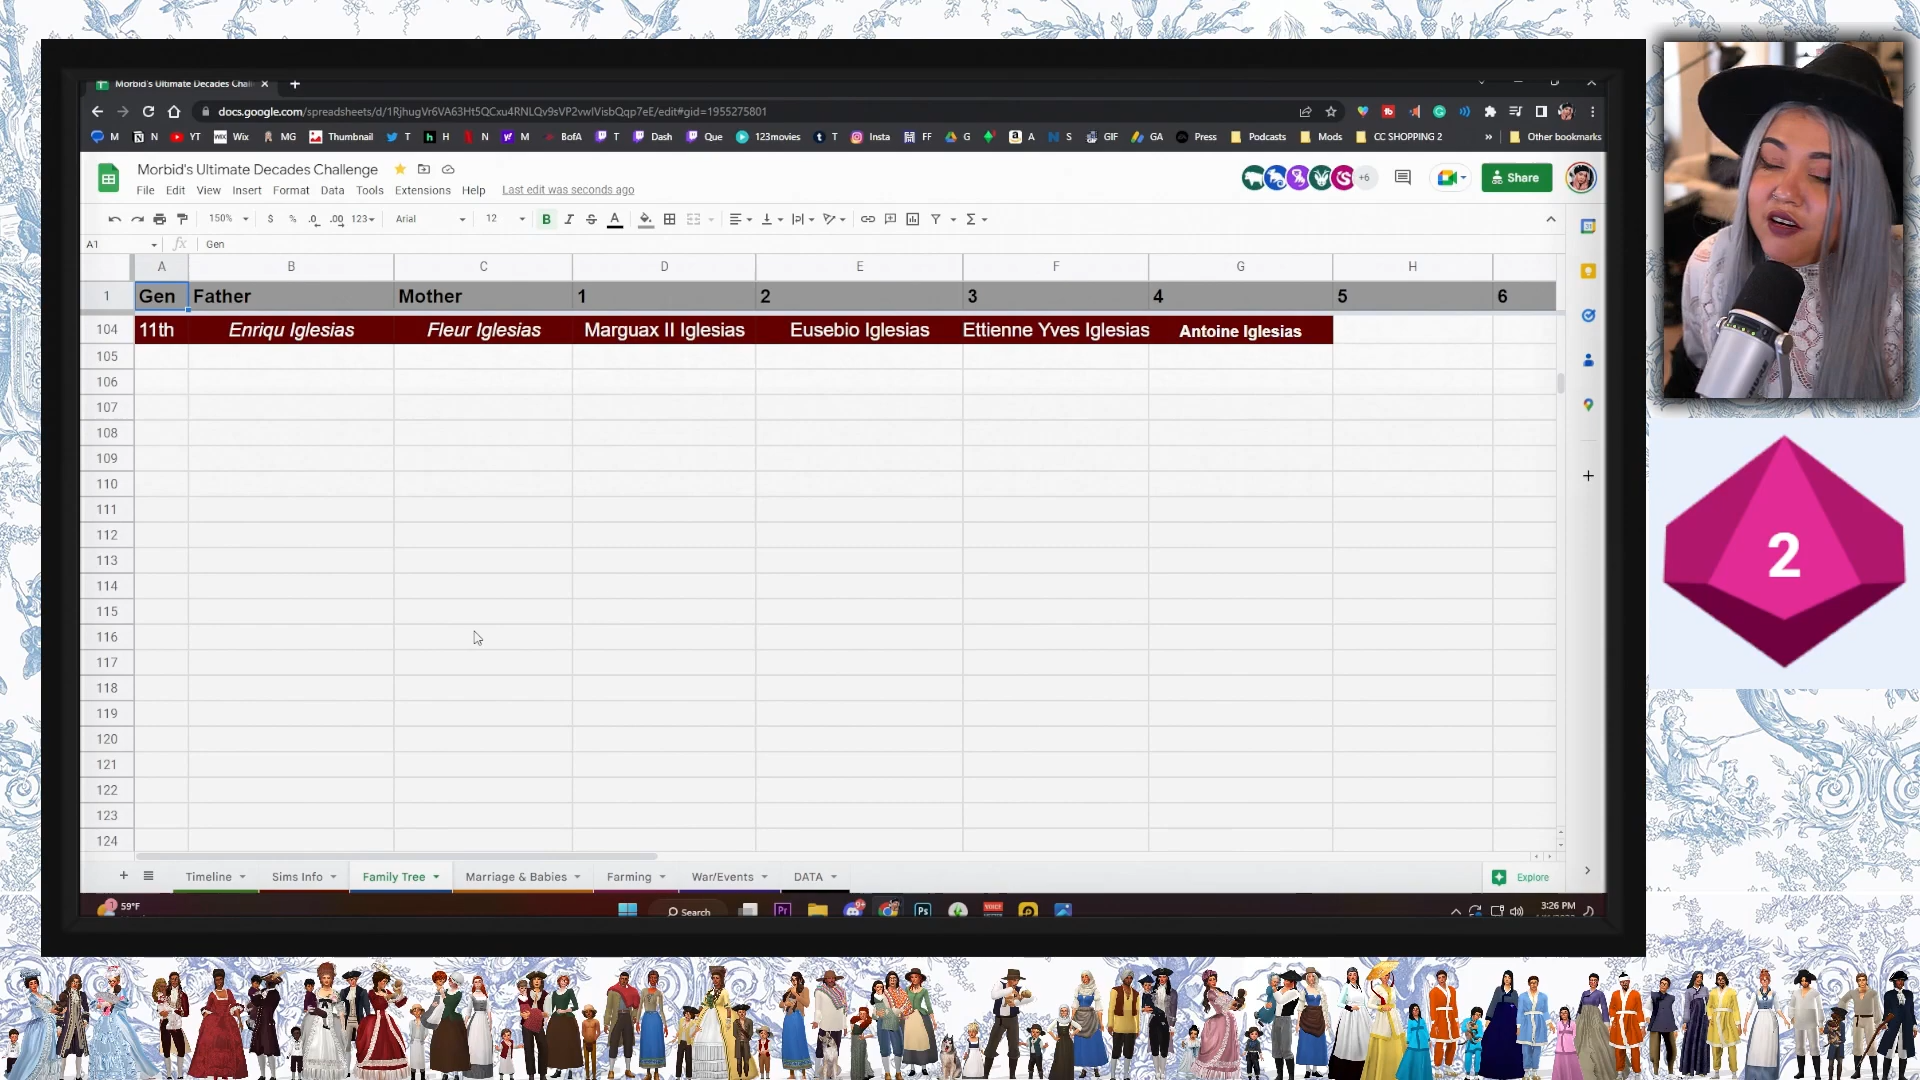 Morbid's Ultimate Decades Chall
docs.google.com/spreadsheets/d/1RjhugVr6VA63Ht5QCxu4RNLQv9sVP2vwIVisbQqp7eE/edit#gid=1955275801
M N YT Wix MG Thumbnail T H N M BofA T Dash Que 123movies T Insta FF G A S GIF GA Press Podcasts Mods CC SHOPPING 2 » Other bookmarks
Morbid's Ultimate Decades Challenge
+6
Share
File Edit View Insert Format Data Tools Extensions Help Last edit was seconds ago
150% $ % .0 .00 123 Arial 12 B I S A
A1 fx Gen
A B C D E F G H
1 Gen Father Mother 1 2 3 4 5 6
104 11th Enriqu Iglesias Fleur Iglesias Marguax II Iglesias Eusebio Iglesias Ettienne Yves Iglesias Antoine Iglesias
105
106
107
108
109
110
111
112
113
114
115
116
117
118
119
120
121
122
123
124
Timeline Sims Info Family Tree Marriage & Babies Farming War/Events DATA Explore
59°F Search 3:26 PM
2